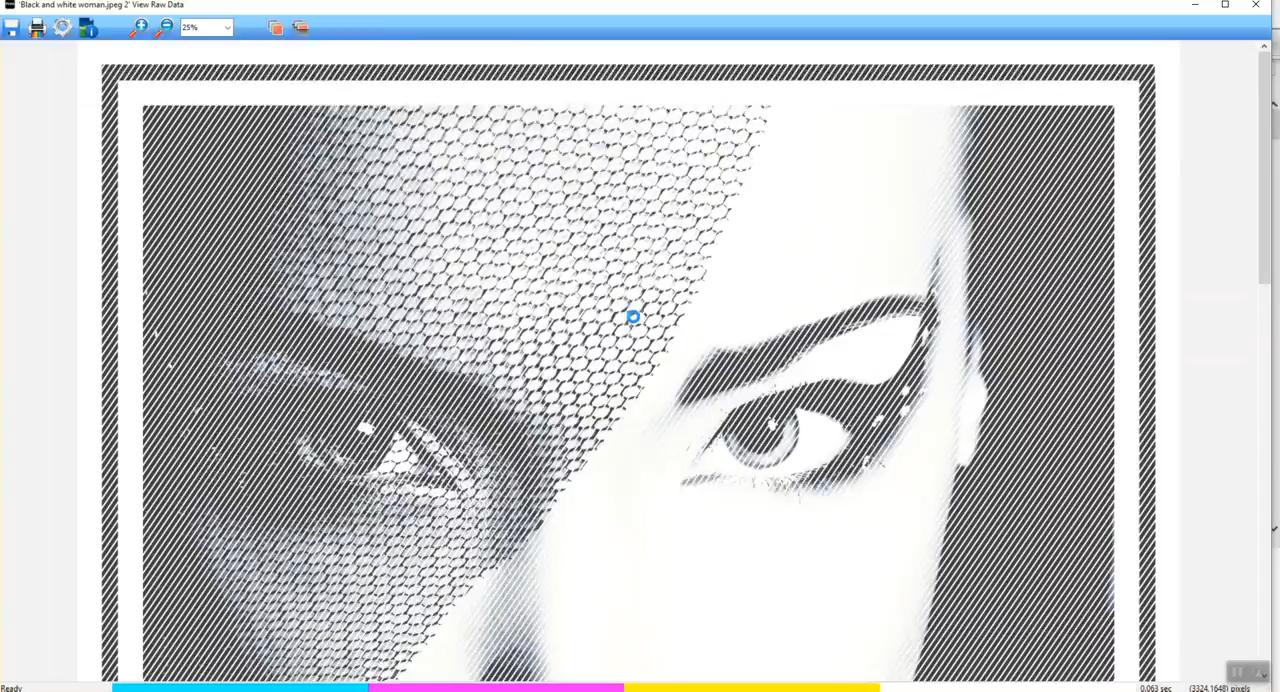 'Black and white woman.jpeg 2' View Raw Data
25%
Ready
0.063 sec
(3324,1648) pixels